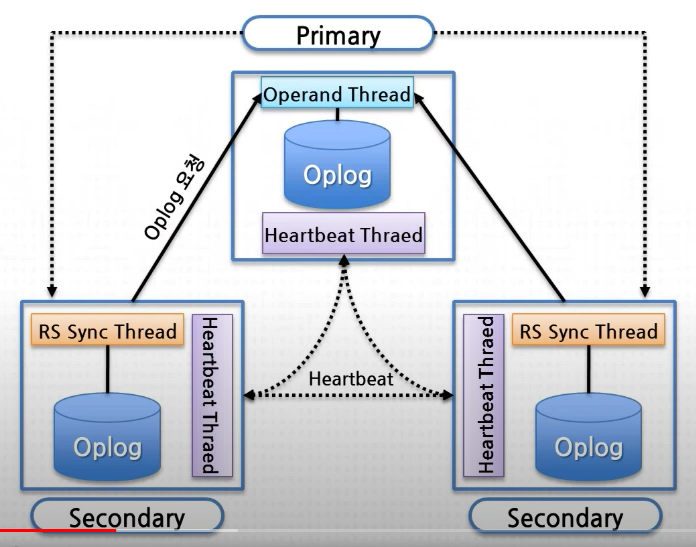 Primary
Operand Thread
Oplog
Heartbeat Thraed
Oplog 요청
RS Sync Thread
Heartbeat Thraed
Oplog
Secondary
Heartbeat
Heartbeat Thraed
RS Sync Thread
Oplog
Secondary